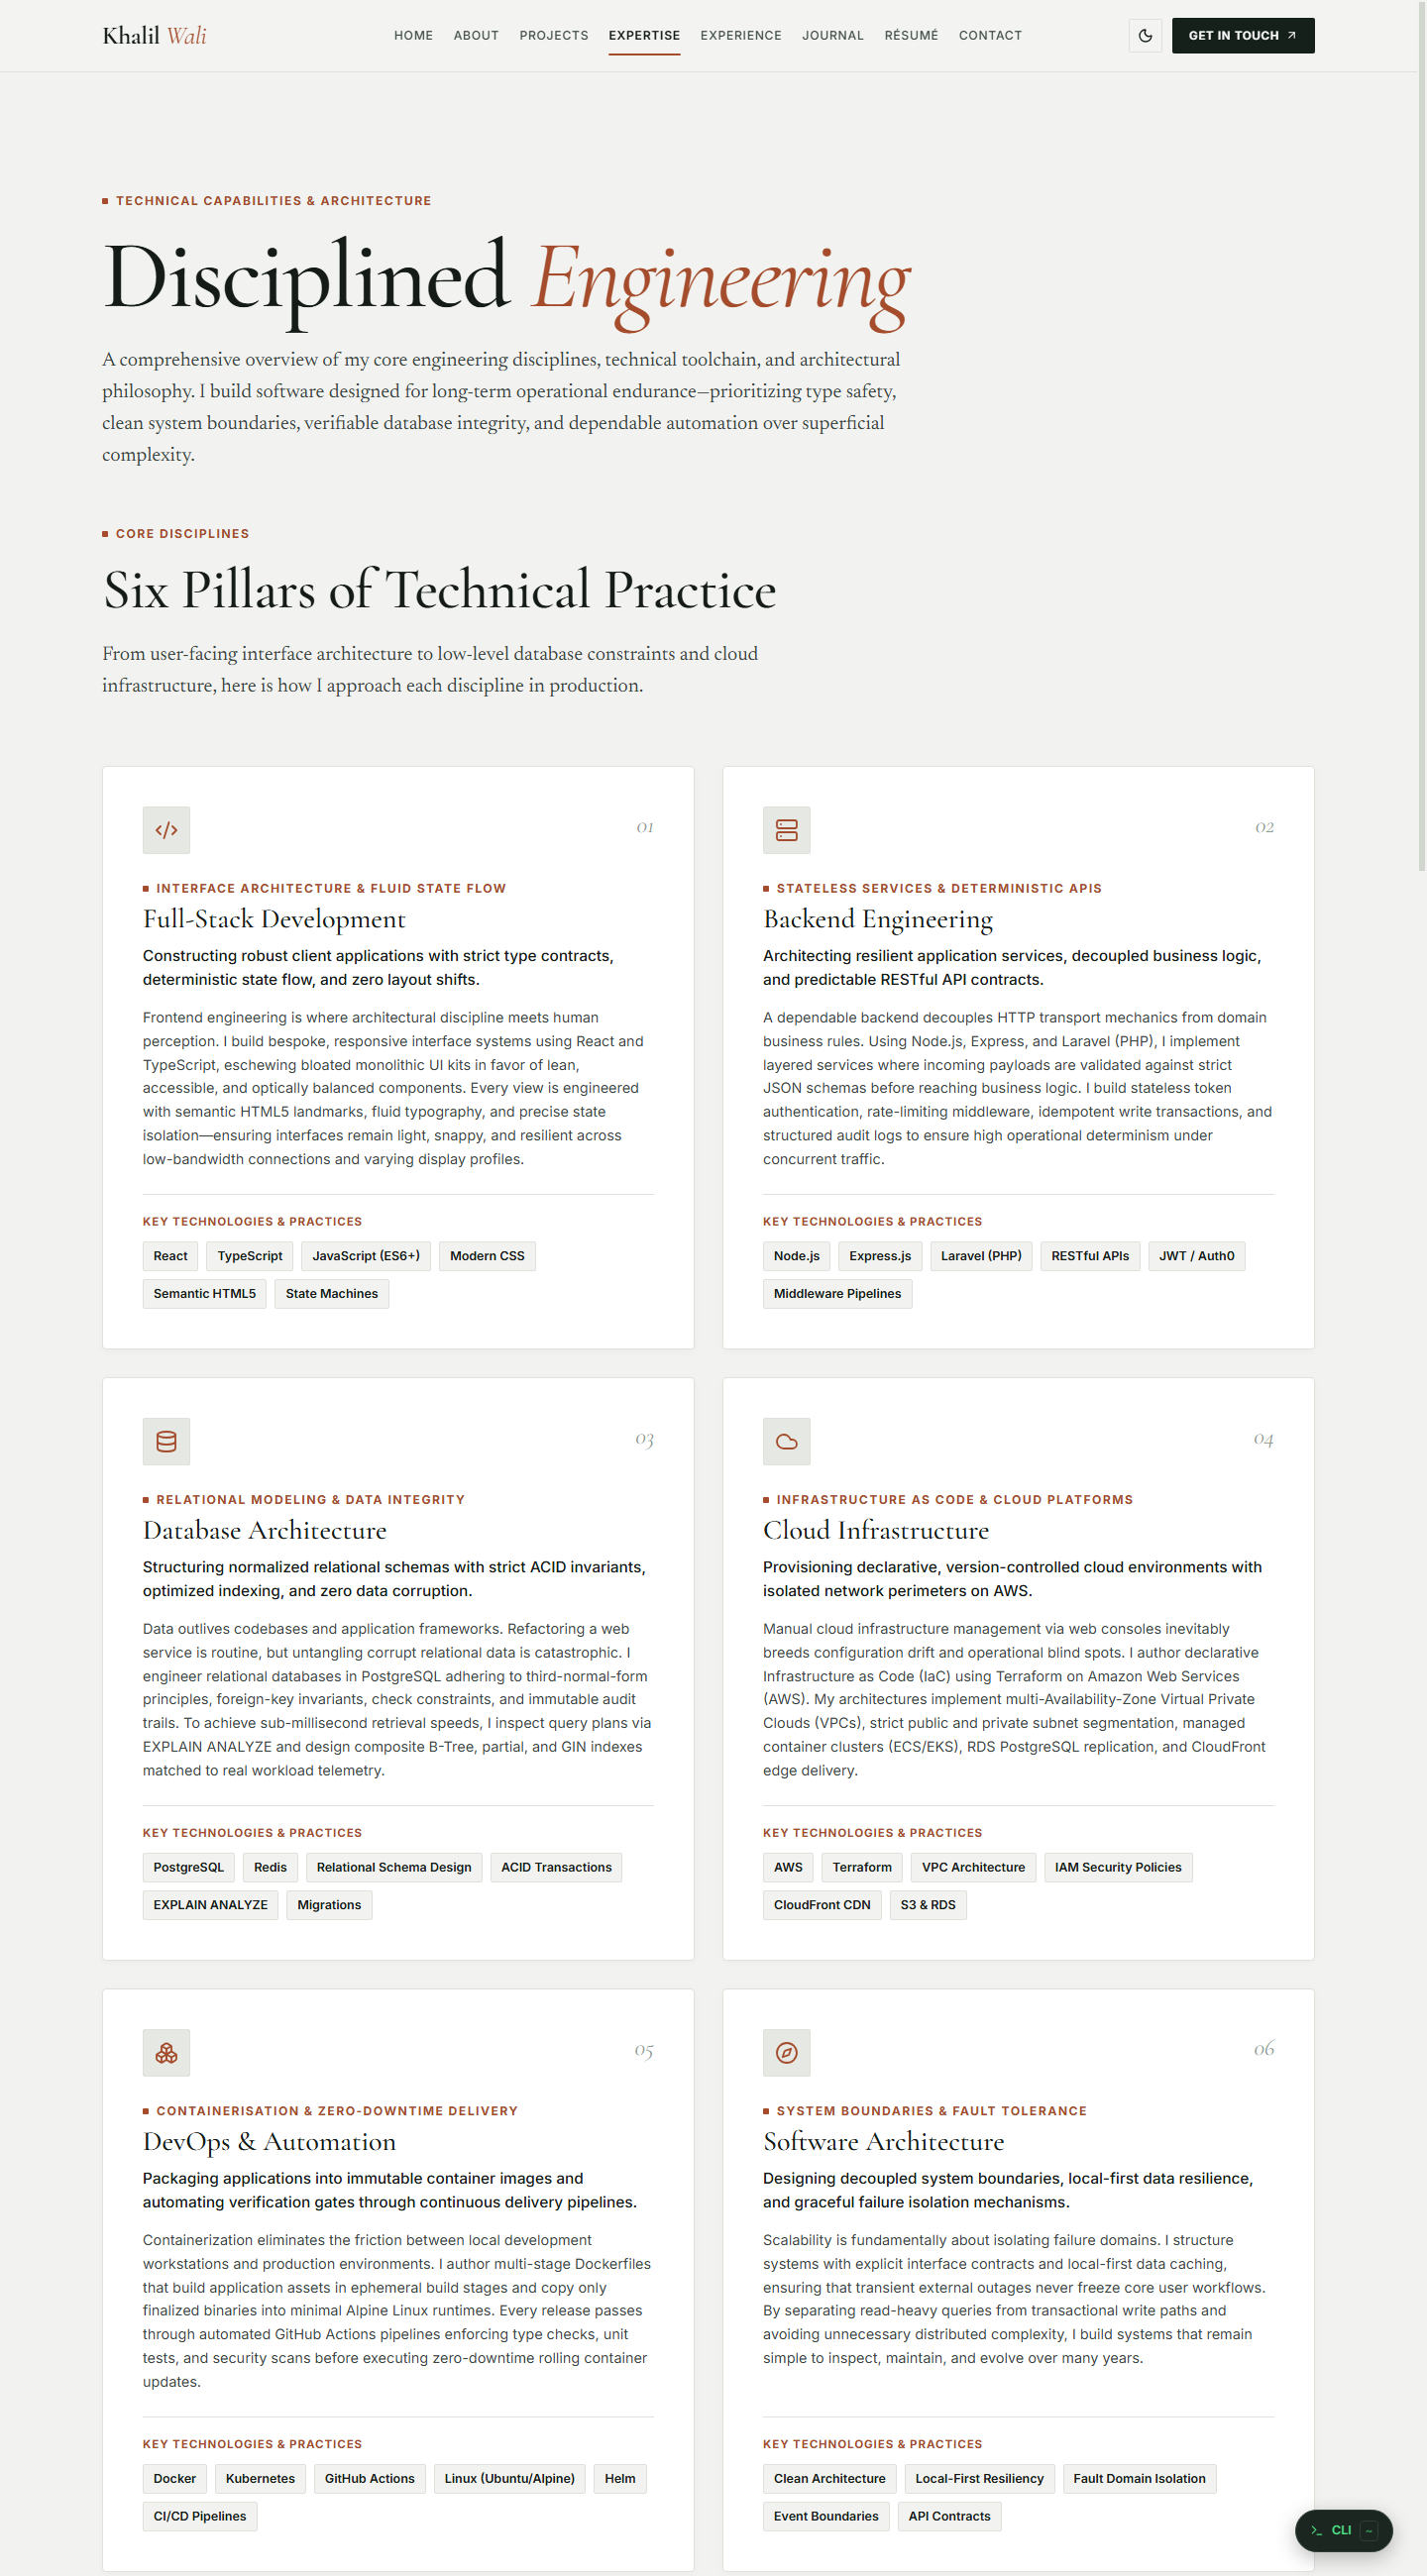 Khalil Wali
HOME ABOUT PROJECTS EXPERTISE EXPERIENCE JOURNAL RÉSUMÉ CONTACT
GET IN TOUCH
TECHNICAL CAPABILITIES & ARCHITECTURE
Disciplined Engineering
A comprehensive overview of my core engineering disciplines, technical toolchain, and architectural
philosophy. I build software designed for long-term operational endurance—prioritizing type safety,
clean system boundaries, verifiable database integrity, and dependable automation over superficial
complexity.
CORE DISCIPLINES
Six Pillars of Technical Practice
From user-facing interface architecture to low-level database constraints and cloud
infrastructure, here is how I approach each discipline in production.
01
INTERFACE ARCHITECTURE & FLUID STATE FLOW
Full-Stack Development
Constructing robust client applications with strict type contracts,
deterministic state flow, and zero layout shifts.
Frontend engineering is where architectural discipline meets human
perception. I build bespoke, responsive interface systems using React and
TypeScript, eschewing bloated monolithic UI kits in favor of lean,
accessible, and optically balanced components. Every view is engineered
with semantic HTML5 landmarks, fluid typography, and precise state
isolation—ensuring interfaces remain light, snappy, and resilient across
low-bandwidth connections and varying display profiles.
KEY TECHNOLOGIES & PRACTICES
React TypeScript JavaScript (ES6+) Modern CSS
Semantic HTML5 State Machines
02
STATELESS SERVICES & DETERMINISTIC APIS
Backend Engineering
Architecting resilient application services, decoupled business logic,
and predictable RESTful API contracts.
A dependable backend decouples HTTP transport mechanics from domain
business rules. Using Node.js, Express, and Laravel (PHP), I implement
layered services where incoming payloads are validated against strict
JSON schemas before reaching business logic. I build stateless token
authentication, rate-limiting middleware, idempotent write transactions, and
structured audit logs to ensure high operational determinism under
concurrent traffic.
KEY TECHNOLOGIES & PRACTICES
Node.js Express.js Laravel (PHP) RESTful APIs JWT / Auth0
Middleware Pipelines
03
RELATIONAL MODELING & DATA INTEGRITY
Database Architecture
Structuring normalized relational schemas with strict ACID invariants,
optimized indexing, and zero data corruption.
Data outlives codebases and application frameworks. Refactoring a web
service is routine, but untangling corrupt relational data is catastrophic. I
engineer relational databases in PostgreSQL adhering to third-normal-form
principles, foreign-key invariants, check constraints, and immutable audit
trails. To achieve sub-millisecond retrieval speeds, I inspect query plans via
EXPLAIN ANALYZE and design composite B-Tree, partial, and GIN indexes
matched to real workload telemetry.
KEY TECHNOLOGIES & PRACTICES
PostgreSQL Redis Relational Schema Design ACID Transactions
EXPLAIN ANALYZE Migrations
04
INFRASTRUCTURE AS CODE & CLOUD PLATFORMS
Cloud Infrastructure
Provisioning declarative, version-controlled cloud environments with
isolated network perimeters on AWS.
Manual cloud infrastructure management via web consoles inevitably
breeds configuration drift and operational blind spots. I author declarative
Infrastructure as Code (IaC) using Terraform on Amazon Web Services
(AWS). My architectures implement multi-Availability-Zone Virtual Private
Clouds (VPCs), strict public and private subnet segmentation, managed
container clusters (ECS/EKS), RDS PostgreSQL replication, and CloudFront
edge delivery.
KEY TECHNOLOGIES & PRACTICES
AWS Terraform VPC Architecture IAM Security Policies
CloudFront CDN S3 & RDS
05
CONTAINERISATION & ZERO-DOWNTIME DELIVERY
DevOps & Automation
Packaging applications into immutable container images and
automating verification gates through continuous delivery pipelines.
Containerization eliminates the friction between local development
workstations and production environments. I author multi-stage Dockerfiles
that build application assets in ephemeral build stages and copy only
finalized binaries into minimal Alpine Linux runtimes. Every release passes
through automated GitHub Actions pipelines enforcing type checks, unit
tests, and security scans before executing zero-downtime rolling container
updates.
KEY TECHNOLOGIES & PRACTICES
Docker Kubernetes GitHub Actions Linux (Ubuntu/Alpine) Helm
CI/CD Pipelines
06
SYSTEM BOUNDARIES & FAULT TOLERANCE
Software Architecture
Designing decoupled system boundaries, local-first data resilience,
and graceful failure isolation mechanisms.
Scalability is fundamentally about isolating failure domains. I structure
systems with explicit interface contracts and local-first data caching,
ensuring that transient external outages never freeze core user workflows.
By separating read-heavy queries from transactional write paths and
avoiding unnecessary distributed complexity, I build systems that remain
simple to inspect, maintain, and evolve over many years.
KEY TECHNOLOGIES & PRACTICES
Clean Architecture Local-First Resiliency Fault Domain Isolation
Event Boundaries API Contracts
CLI ~